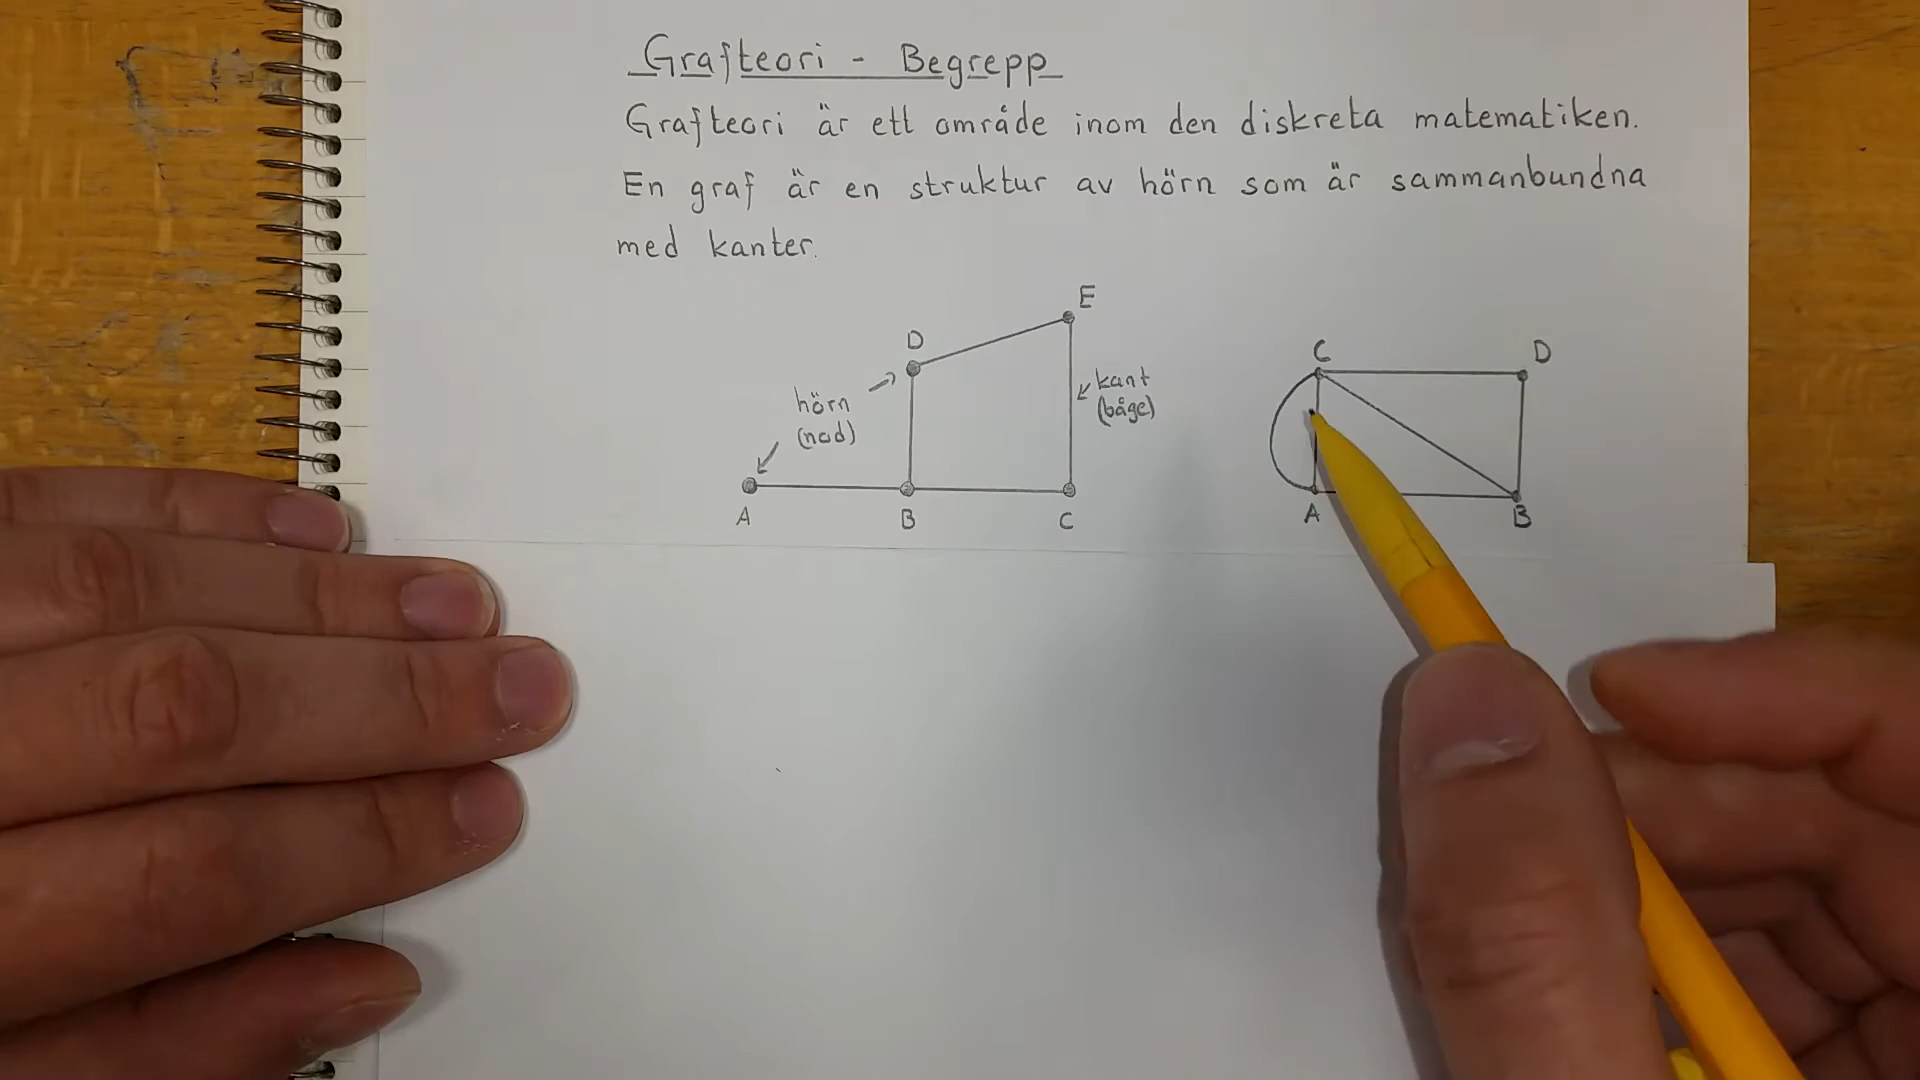 Grafteori - Begrepp
Grafteori är ett område inom den diskreta matematiken.
En graf är en struktur av hörn som är sammanbundna
med kanter.
E
D
hörn
(nod)
kant
(båge)
A
B
C
C
D
A
B